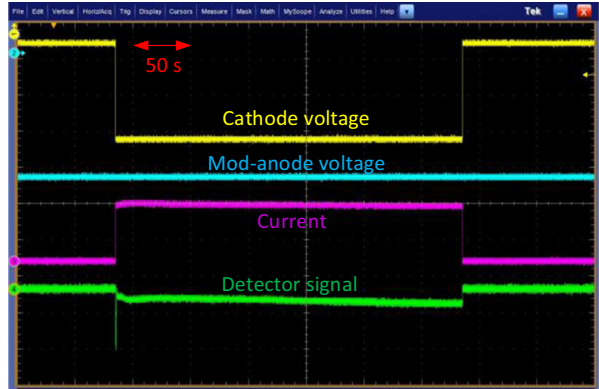 File Edit Vertical Horiz/Acq Trig Display Cursors Measure Mask Math MyScope Analyze Utilities Help Tek
50 s
Cathode voltage
Mod-anode voltage
Current
Detector signal